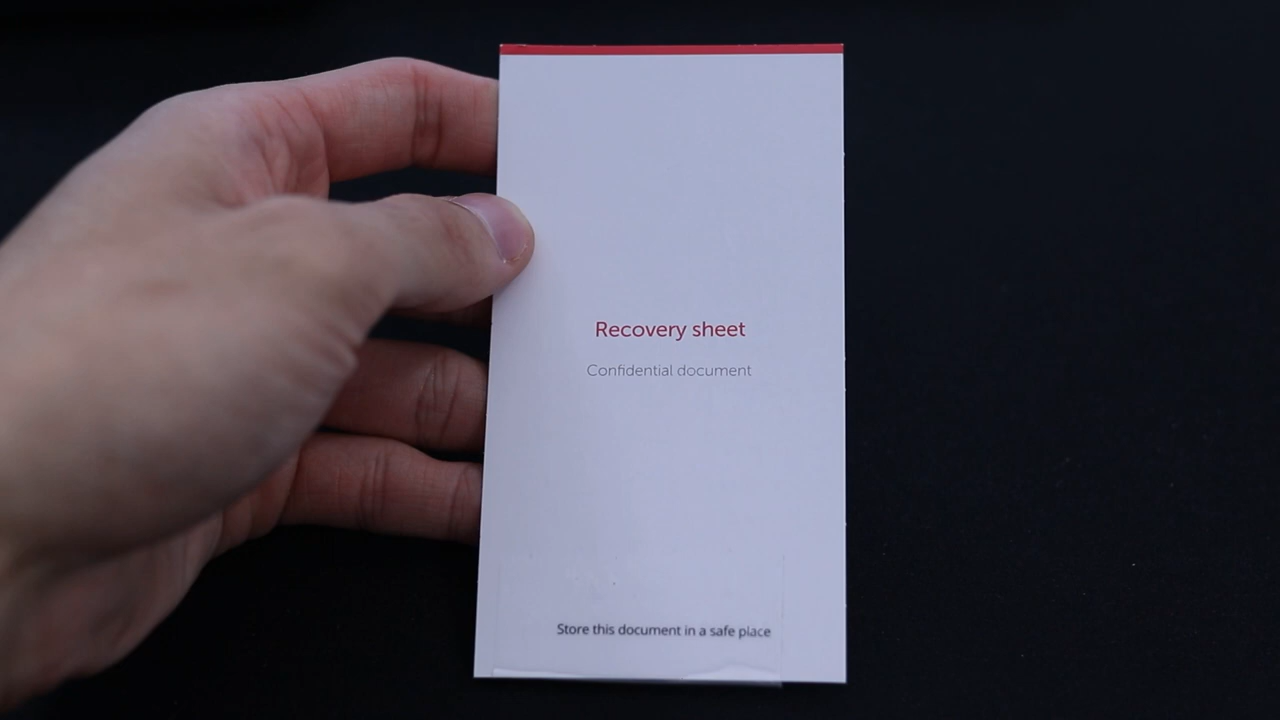 Recovery sheet
Confidential document
Store this document in a safe place